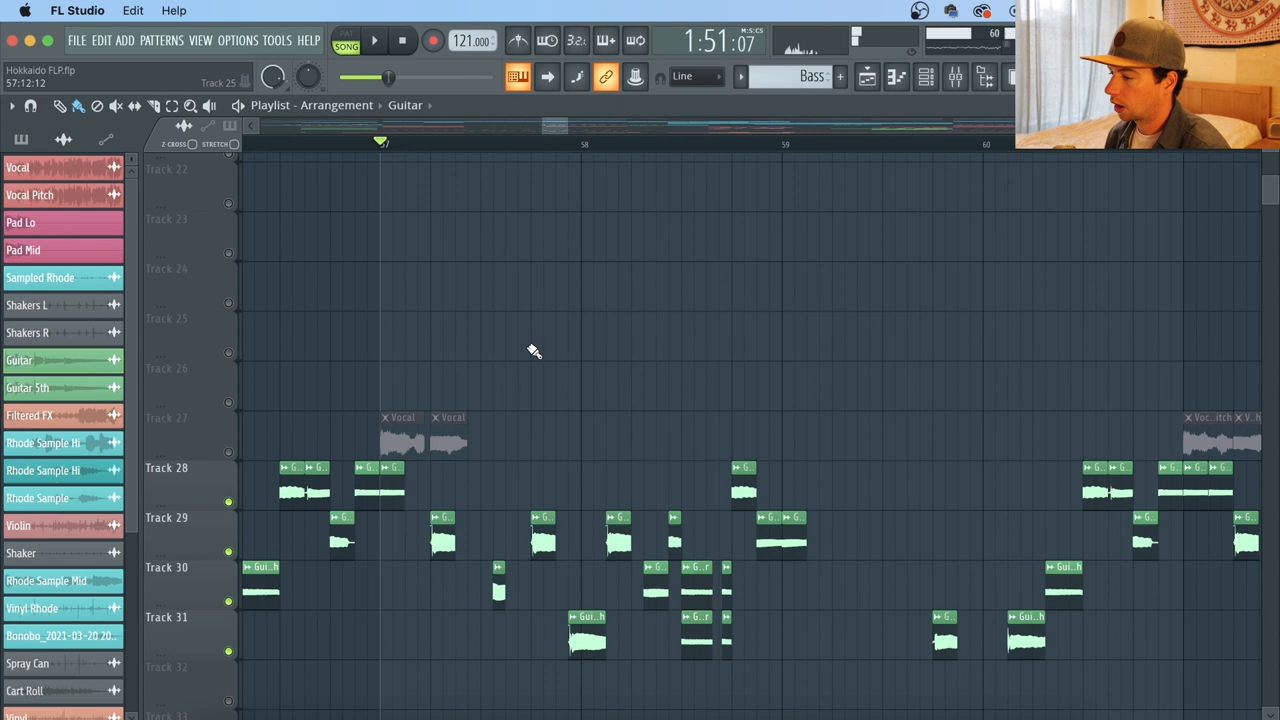 FL Studio Edit Help
FILE EDIT ADD PATTERNS VIEW OPTIONS TOOLS HELP
PAT
SONG
121.000
3.2.
1:51:07
M:S:CS
60
Hokkaido FLP.flp
57:12:12
Track 25
Line
Bass
Playlist - Arrangement Guitar
Z-CROSS STRETCH
57 58 59 60
Vocal
Vocal Pitch
Pad Lo
Pad Mid
Sampled Rhode
Shakers L
Shakers R
Guitar
Guitar 5th
Filtered FX
Rhode Sample Hi
Rhode Sample Hi
Rhode Sample
Violin
Shaker
Rhode Sample Mid
Vinyl Rhode
Bonobo_2021-03-20 20..
Spray Can
Cart Roll
Vinyl
Track 22
Track 23
Track 24
Track 25
Track 26
Track 27
Vocal Vocal Voc..itch V..h
Track 28
G.. G.. G.. G.. G.. G.. G.. G.. G.. G..
Track 29
G.. G.. G.. G.. G.. G.. G.. G.. G..
Track 30
Gui..h G.. G..r Gui..h
Track 31
Gui..h G..r G.. Gui..h
Track 32
Track 33